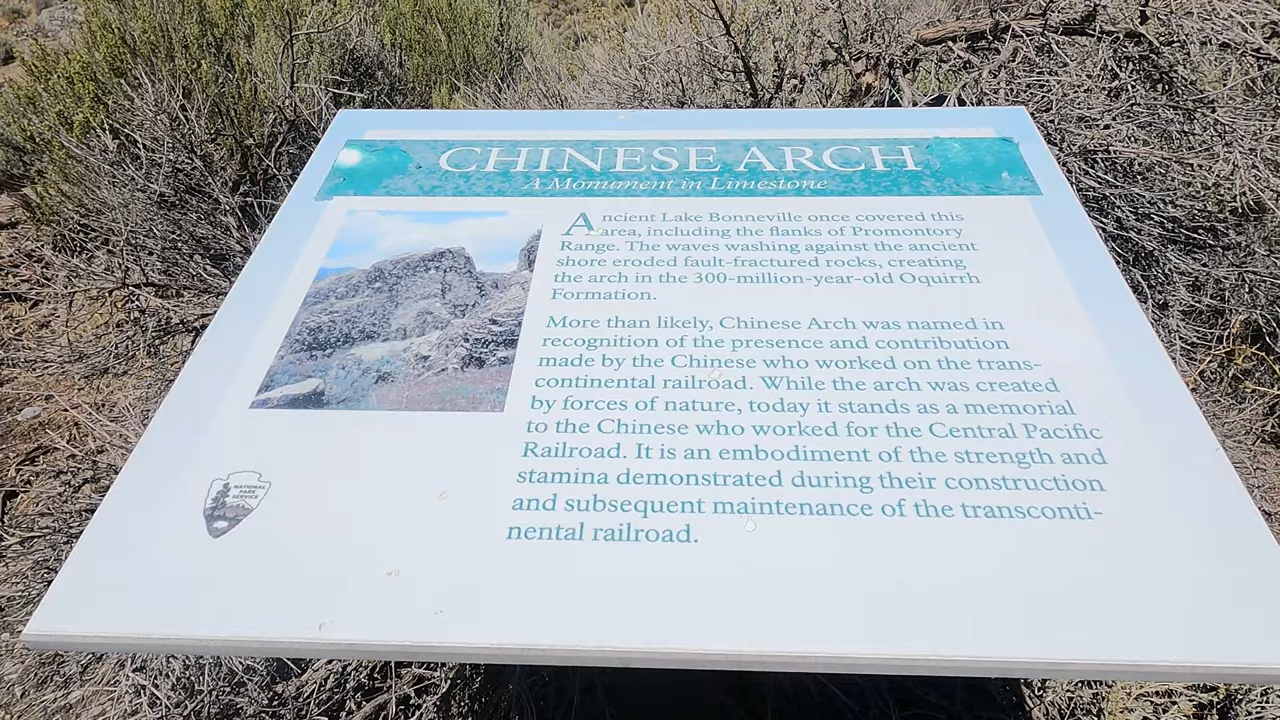 CHINESE ARCH
A Monument in Limestone
Ancient Lake Bonneville once covered this
area, including the flanks of Promontory
Range. The waves washing against the ancient
shore eroded fault-fractured rocks, creating
the arch in the 300-million-year-old Oquirrh
Formation.
More than likely, Chinese Arch was named in
recognition of the presence and contribution
made by the Chinese who worked on the trans-
continental railroad. While the arch was created
by forces of nature, today it stands as a memorial
to the Chinese who worked for the Central Pacific
Railroad. It is an embodiment of the strength and
stamina demonstrated during their construction
and subsequent maintenance of the transconti-
nental railroad.
NATIONAL
PARK
SERVICE